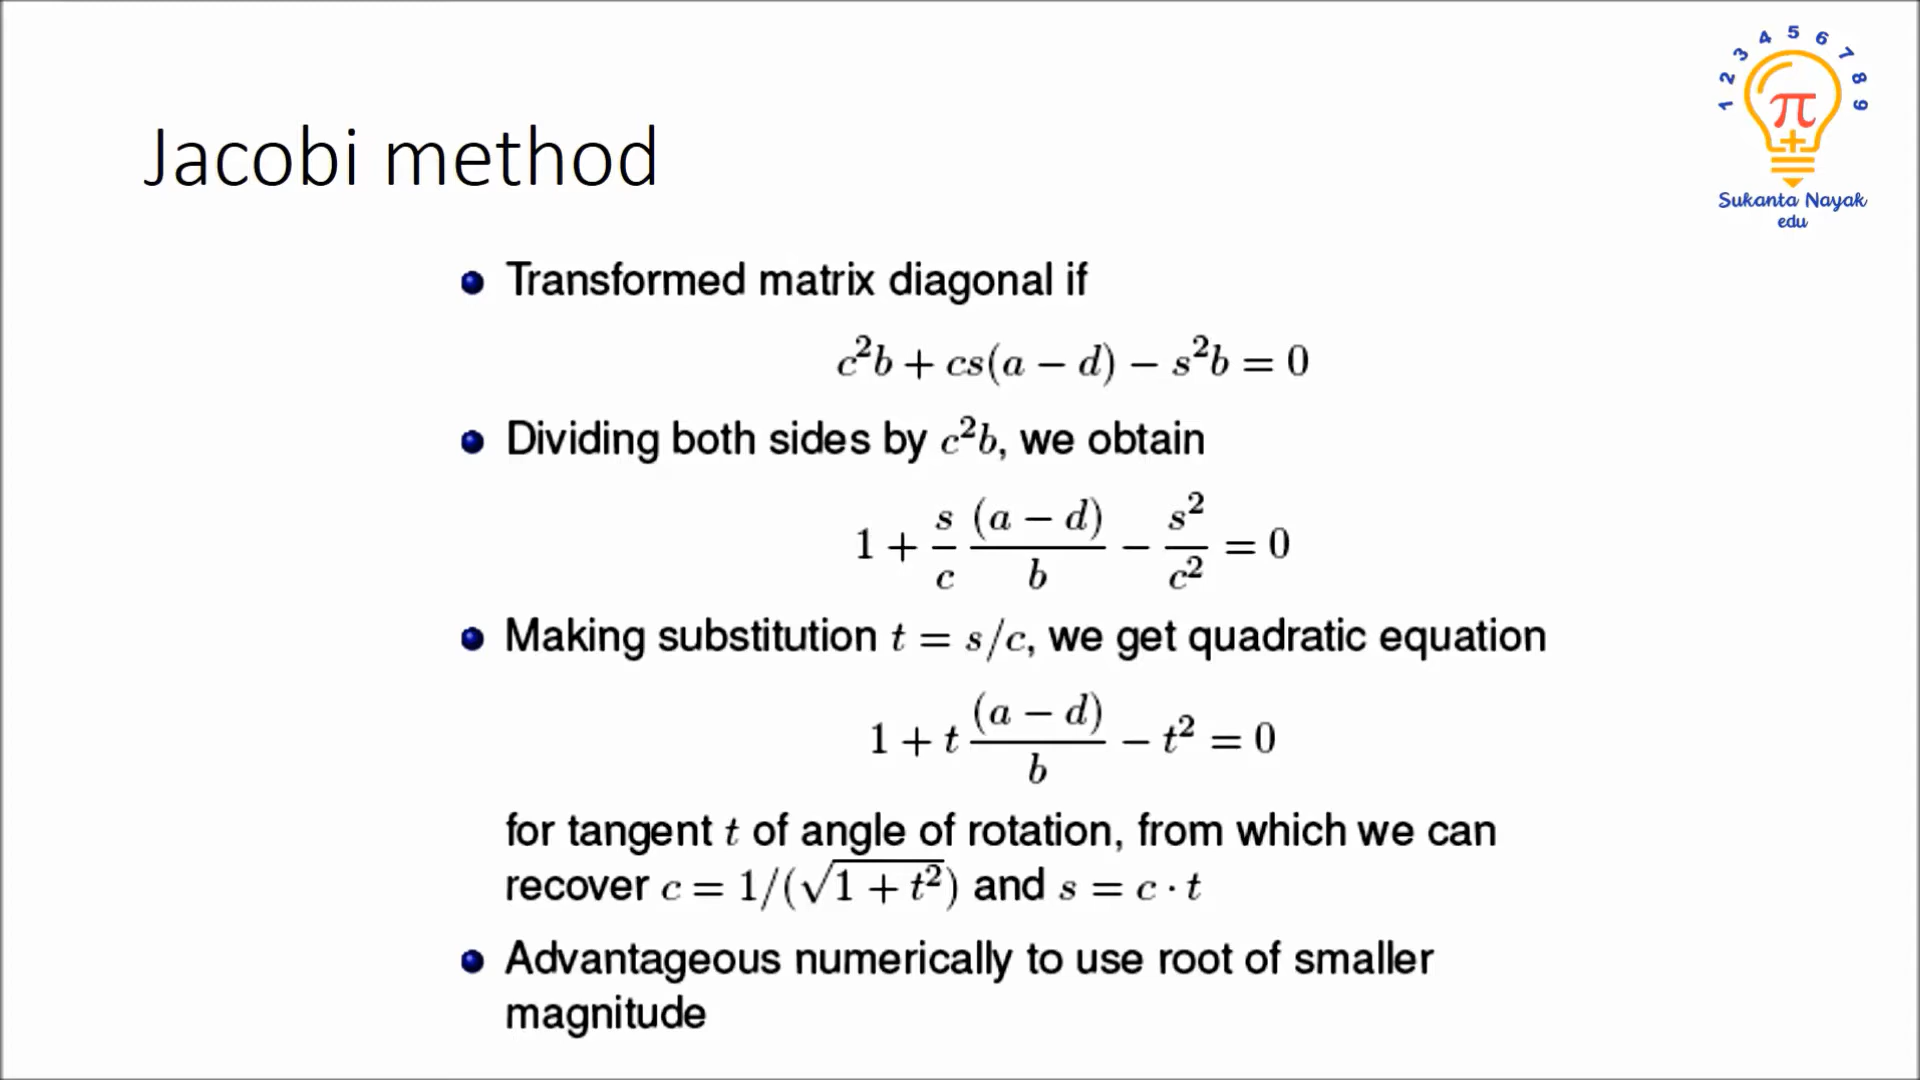 1 2 3 4 5 6 7 8 9
π
+
Sukanta Nayak
edu
Jacobi method
Transformed matrix diagonal if
c²b + cs(a − d) − s²b = 0
Dividing both sides by c²b, we obtain
1 + s/c (a − d)/b − s²/c² = 0
Making substitution t = s/c, we get quadratic equation
1 + t (a − d)/b − t² = 0
for tangent t of angle of rotation, from which we can
recover c = 1/(√1 + t²) and s = c · t
Advantageous numerically to use root of smaller
magnitude